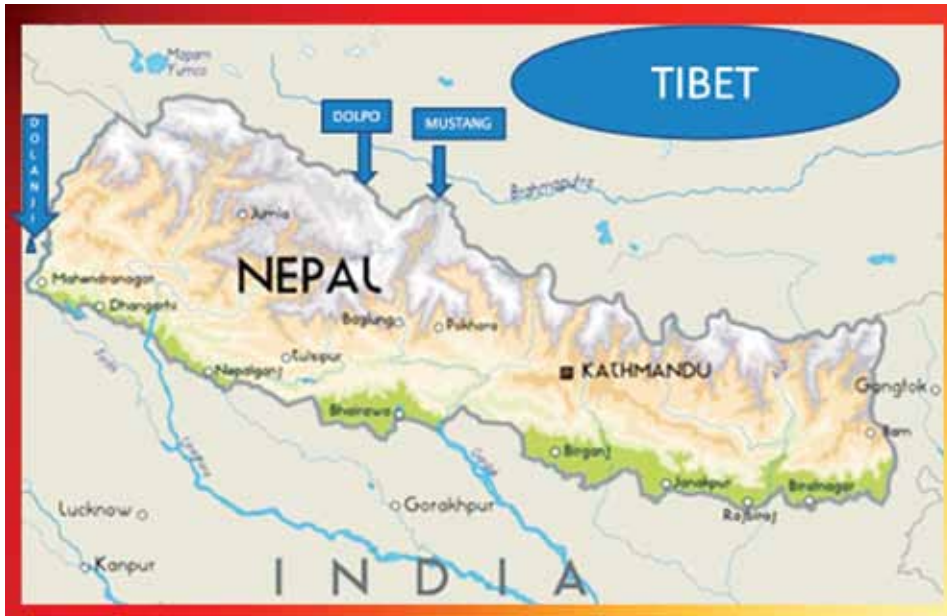 Mapam
Yumco
TIBET
DOLPO
MUSTANG
DOLANJI
Brahmaputra
Jumla
NEPAL
Mahendranagar
Dhangarhi
Baglung
Pokhara
Tulsipur
Nepalganj
KATHMANDU
Gangtok
Bhairawa
Ilam
Birganj
Janakpur
Biratnagar
Rajbiraj
Lucknow
Gorakhpur
Kanpur
INDIA